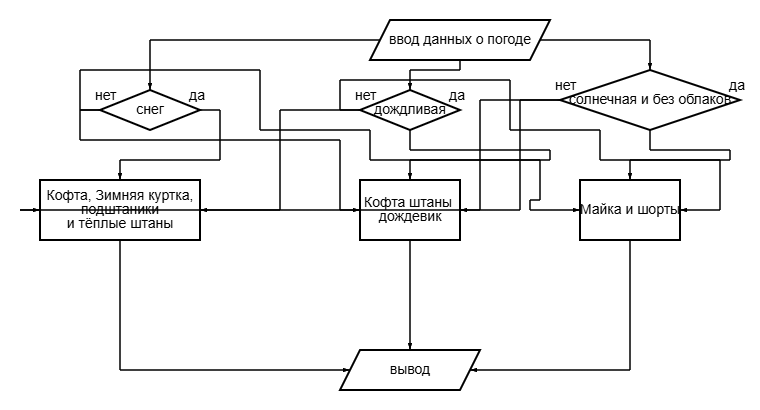 ввод данных о погоде
нет
да
снег
нет
да
дождливая
нет
да
солнечная и без облаков
Кофта, Зимняя куртка,
подштаники
и тёплые штаны
Кофта штаны
дождевик
Майка и шорты
вывод